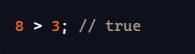 8 > 3; // true